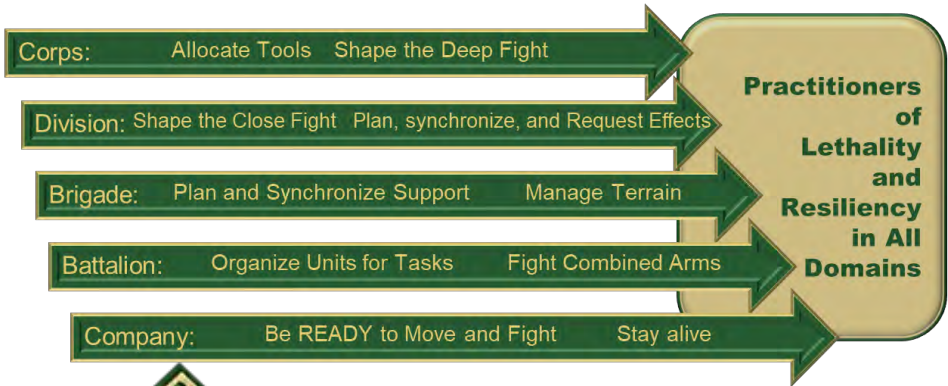 Corps: Allocate Tools Shape the Deep Fight
Division: Shape the Close Fight Plan, synchronize, and Request Effects
Brigade: Plan and Synchronize Support Manage Terrain
Battalion: Organize Units for Tasks Fight Combined Arms
Company: Be READY to Move and Fight Stay alive
Practitioners
of
Lethality
and
Resiliency
in All
Domains